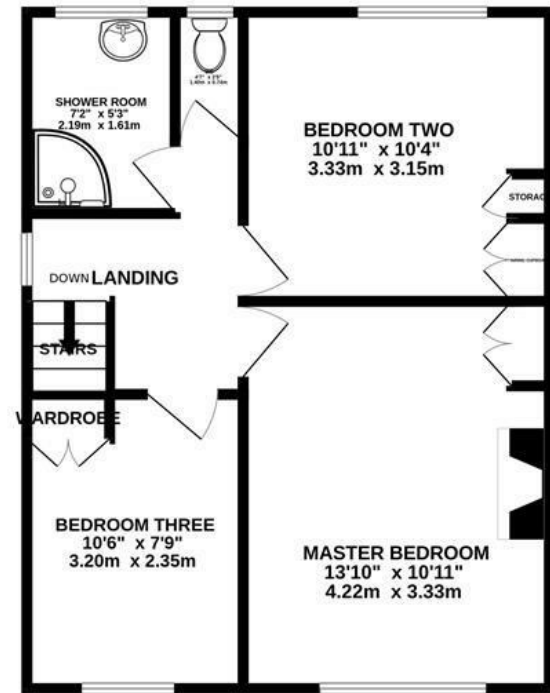 SHOWER ROOM
7'2" x 5'3"
2.19m x 1.61m
BEDROOM TWO
10'11" x 10'4"
3.33m x 3.15m
STORAG
DOWN
LANDING
STAIRS
WARDROBE
BEDROOM THREE
10'6" x 7'9"
3.20m x 2.35m
MASTER BEDROOM
13'10" x 10'11"
4.22m x 3.33m